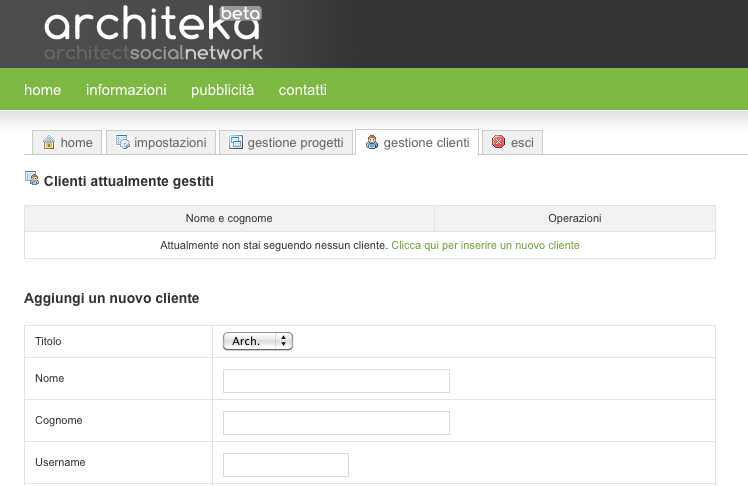 architeka beta
architectsocialnetwork
home informazioni pubblicità contatti
home impostazioni gestione progetti gestione clienti esci
Clienti attualmente gestiti
Nome e cognome Operazioni
Attualmente non stai seguendo nessun cliente. Clicca qui per inserire un nuovo cliente
Aggiungi un nuovo cliente
Titolo Arch.
Nome
Cognome
Username